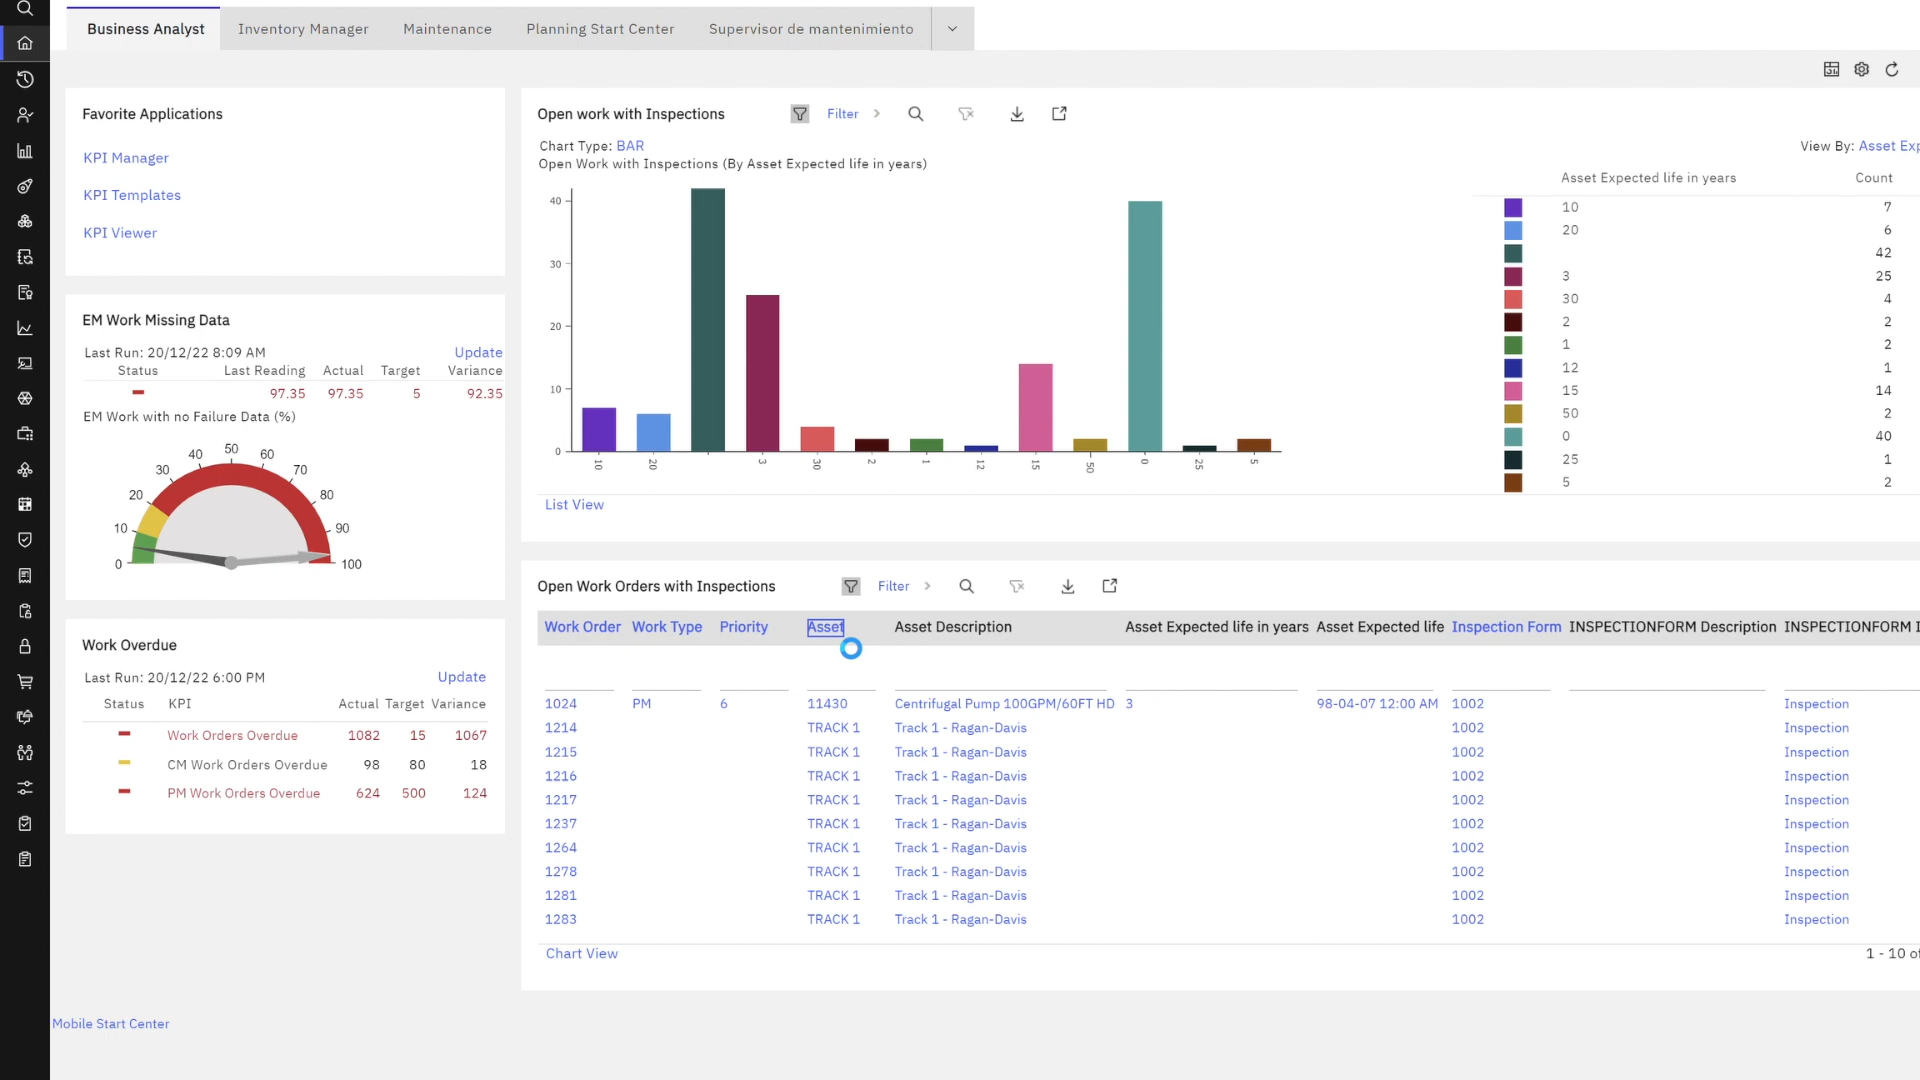 Business Analyst
Inventory Manager
Maintenance
Planning Start Center
Supervisor de mantenimiento
Favorite Applications
KPI Manager
KPI Templates
KPI Viewer
EM Work Missing Data
Last Run: 20/12/22 8:09 AM Update
Status Last Reading Actual Target Variance
97.35 97.35 5 92.35
EM Work with no Failure Data (%)
0 10 20 30 40 50 60 70 80 90 100
Work Overdue
Last Run: 20/12/22 6:00 PM Update
Status KPI Actual Target Variance
Work Orders Overdue 1082 15 1067
CM Work Orders Overdue 98 80 18
PM Work Orders Overdue 624 500 124
Mobile Start Center
Open work with Inspections Filter
Chart Type: BAR View By: Asset Exp
Open Work with Inspections (By Asset Expected life in years)
40
30
20
10
0
10 20 3 30 2 1 12 15 50 0 25 5
Asset Expected life in years Count
10 7
20 6
42
3 25
30 4
2 2
1 2
12 1
15 14
50 2
0 40
25 1
5 2
List View
Open Work Orders with Inspections Filter
Work Order Work Type Priority Asset Asset Description Asset Expected life in years Asset Expected life Inspection Form INSPECTIONFORM Description INSPECTIONFORM I
1024 PM 6 11430 Centrifugal Pump 100GPM/60FT HD 3 98-04-07 12:00 AM 1002 Inspection
1214 TRACK 1 Track 1 - Ragan-Davis 1002 Inspection
1215 TRACK 1 Track 1 - Ragan-Davis 1002 Inspection
1216 TRACK 1 Track 1 - Ragan-Davis 1002 Inspection
1217 TRACK 1 Track 1 - Ragan-Davis 1002 Inspection
1237 TRACK 1 Track 1 - Ragan-Davis 1002 Inspection
1264 TRACK 1 Track 1 - Ragan-Davis 1002 Inspection
1278 TRACK 1 Track 1 - Ragan-Davis 1002 Inspection
1281 TRACK 1 Track 1 - Ragan-Davis 1002 Inspection
1283 TRACK 1 Track 1 - Ragan-Davis 1002 Inspection
Chart View 1 - 10 of